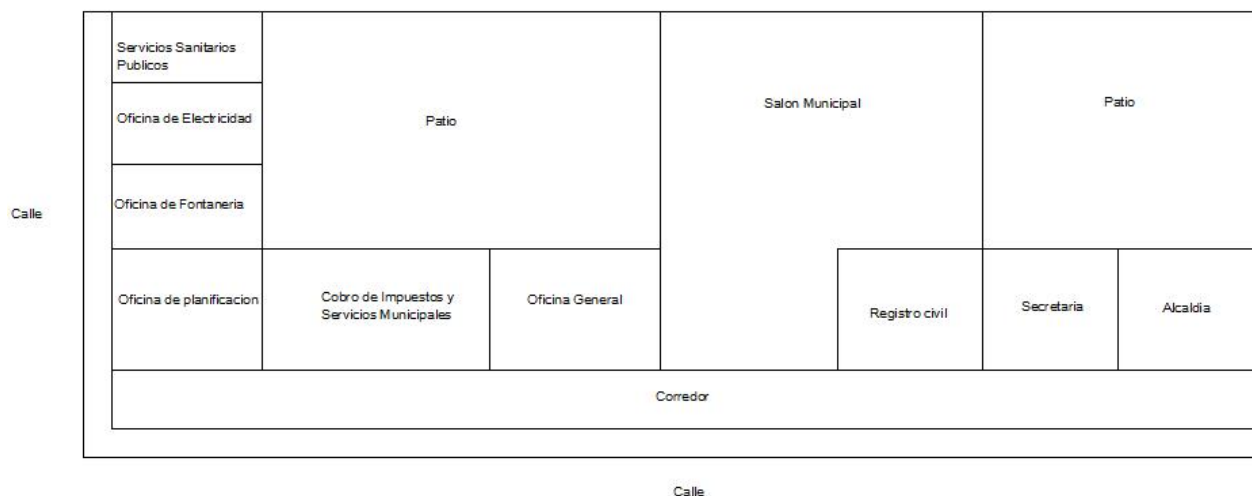 Servicios Sanitarios
Publicos
Oficina de Electricidad
Patio
Salon Municipal
Patio
Oficina de Fontaneria
Calle
Oficina de planificacion
Cobro de Impuestos y
Servicios Municipales
Oficina General
Registro civil
Secretaria
Alcaldia
Corredor
Calle